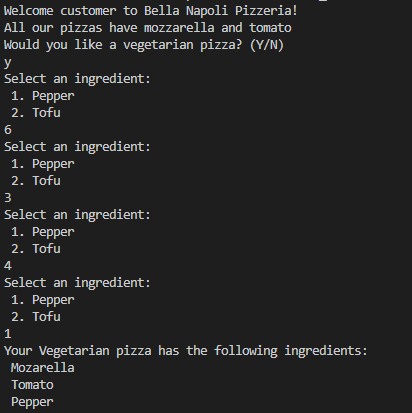 Welcome customer to Bella Napoli Pizzeria!
All our pizzas have mozzarella and tomato
Would you like a vegetarian pizza? (Y/N)
y
Select an ingredient:
 1. Pepper
 2. Tofu
6
Select an ingredient:
 1. Pepper
 2. Tofu
3
Select an ingredient:
 1. Pepper
 2. Tofu
4
Select an ingredient:
 1. Pepper
 2. Tofu
1
Your Vegetarian pizza has the following ingredients:
 Mozarella
 Tomato
 Pepper